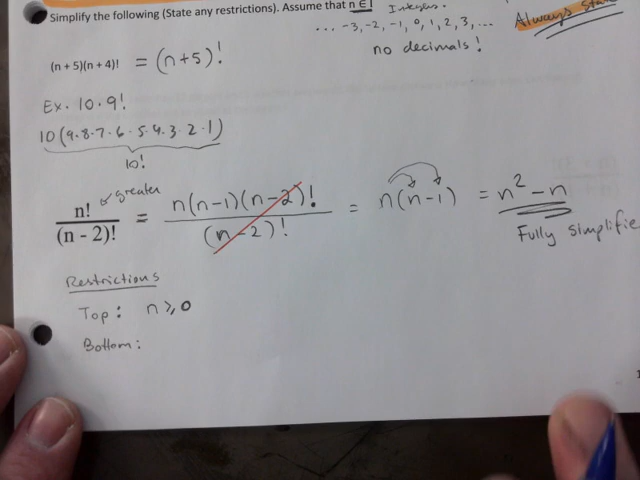 Simplify the following (State any restrictions). Assume that n ∈ I
Integers.
... -3, -2, -1, 0, 1, 2, 3, ...
no decimals!
Always
(n + 5)(n + 4)! = (n+5)!
Ex. 10·9!
10(9·8·7·6·5·4·3·2·1)
10!
greater
n!/(n - 2)! = n(n-1)(n-2)!/(n-2)! = n(n-1) = n² - n
Fully Simplifie
Restrictions
Top: n ≥ 0
Bottom: